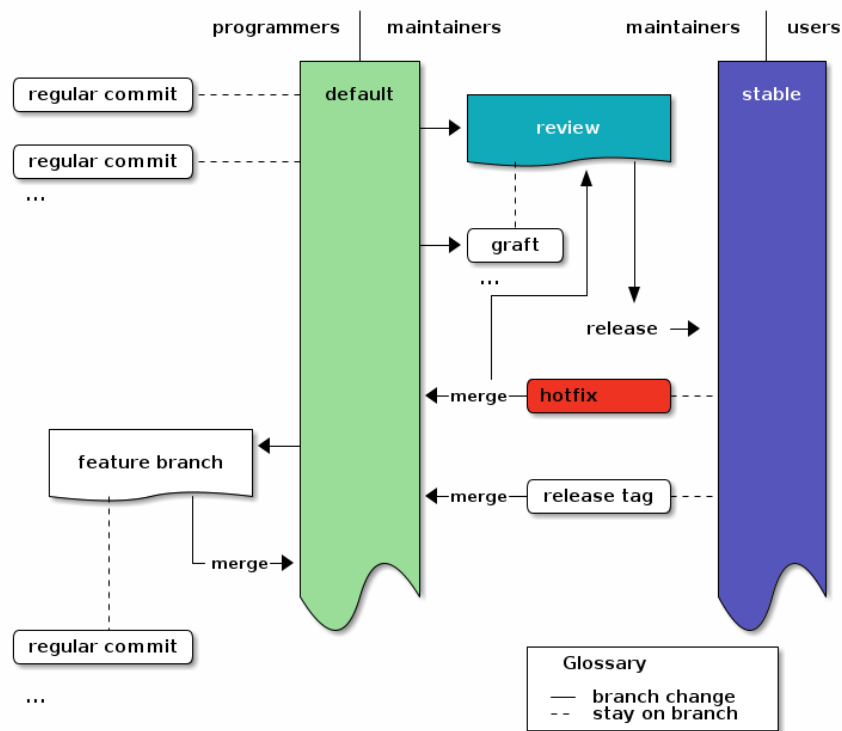 programmers maintainers maintainers users
regular commit
default
stable
review
regular commit
...
graft
...
release
merge
hotfix
feature branch
merge
release tag
merge
regular commit
...
Glossary
branch change
stay on branch